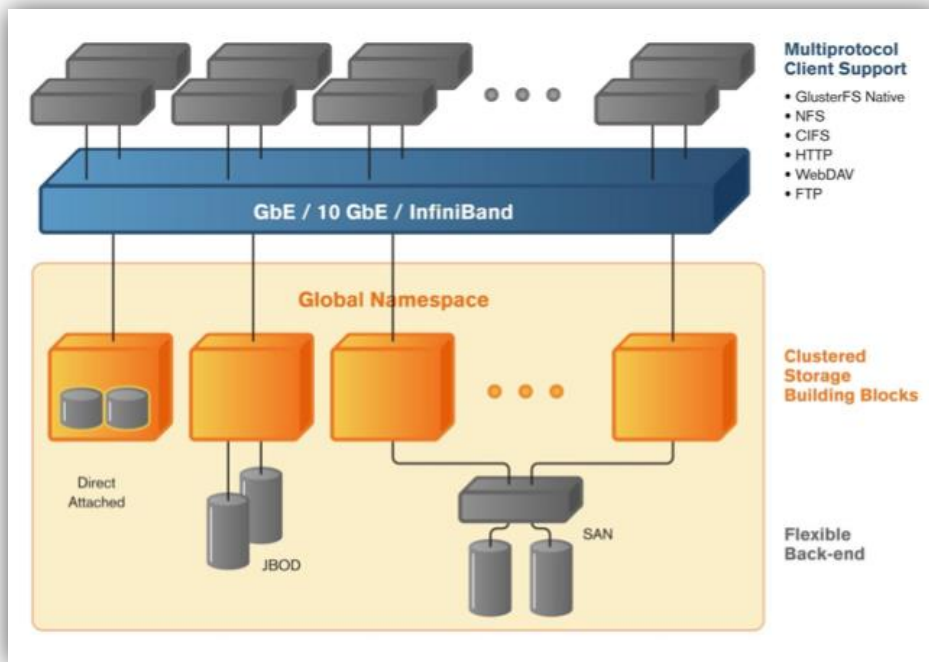 Multiprotocol
Client Support
• GlusterFS Native
• NFS
• CIFS
• HTTP
• WebDAV
• FTP
GbE / 10 GbE / InfiniBand
Global Namespace
Clustered
Storage
Building Blocks
Direct
Attached
JBOD
SAN
Flexible
Back-end